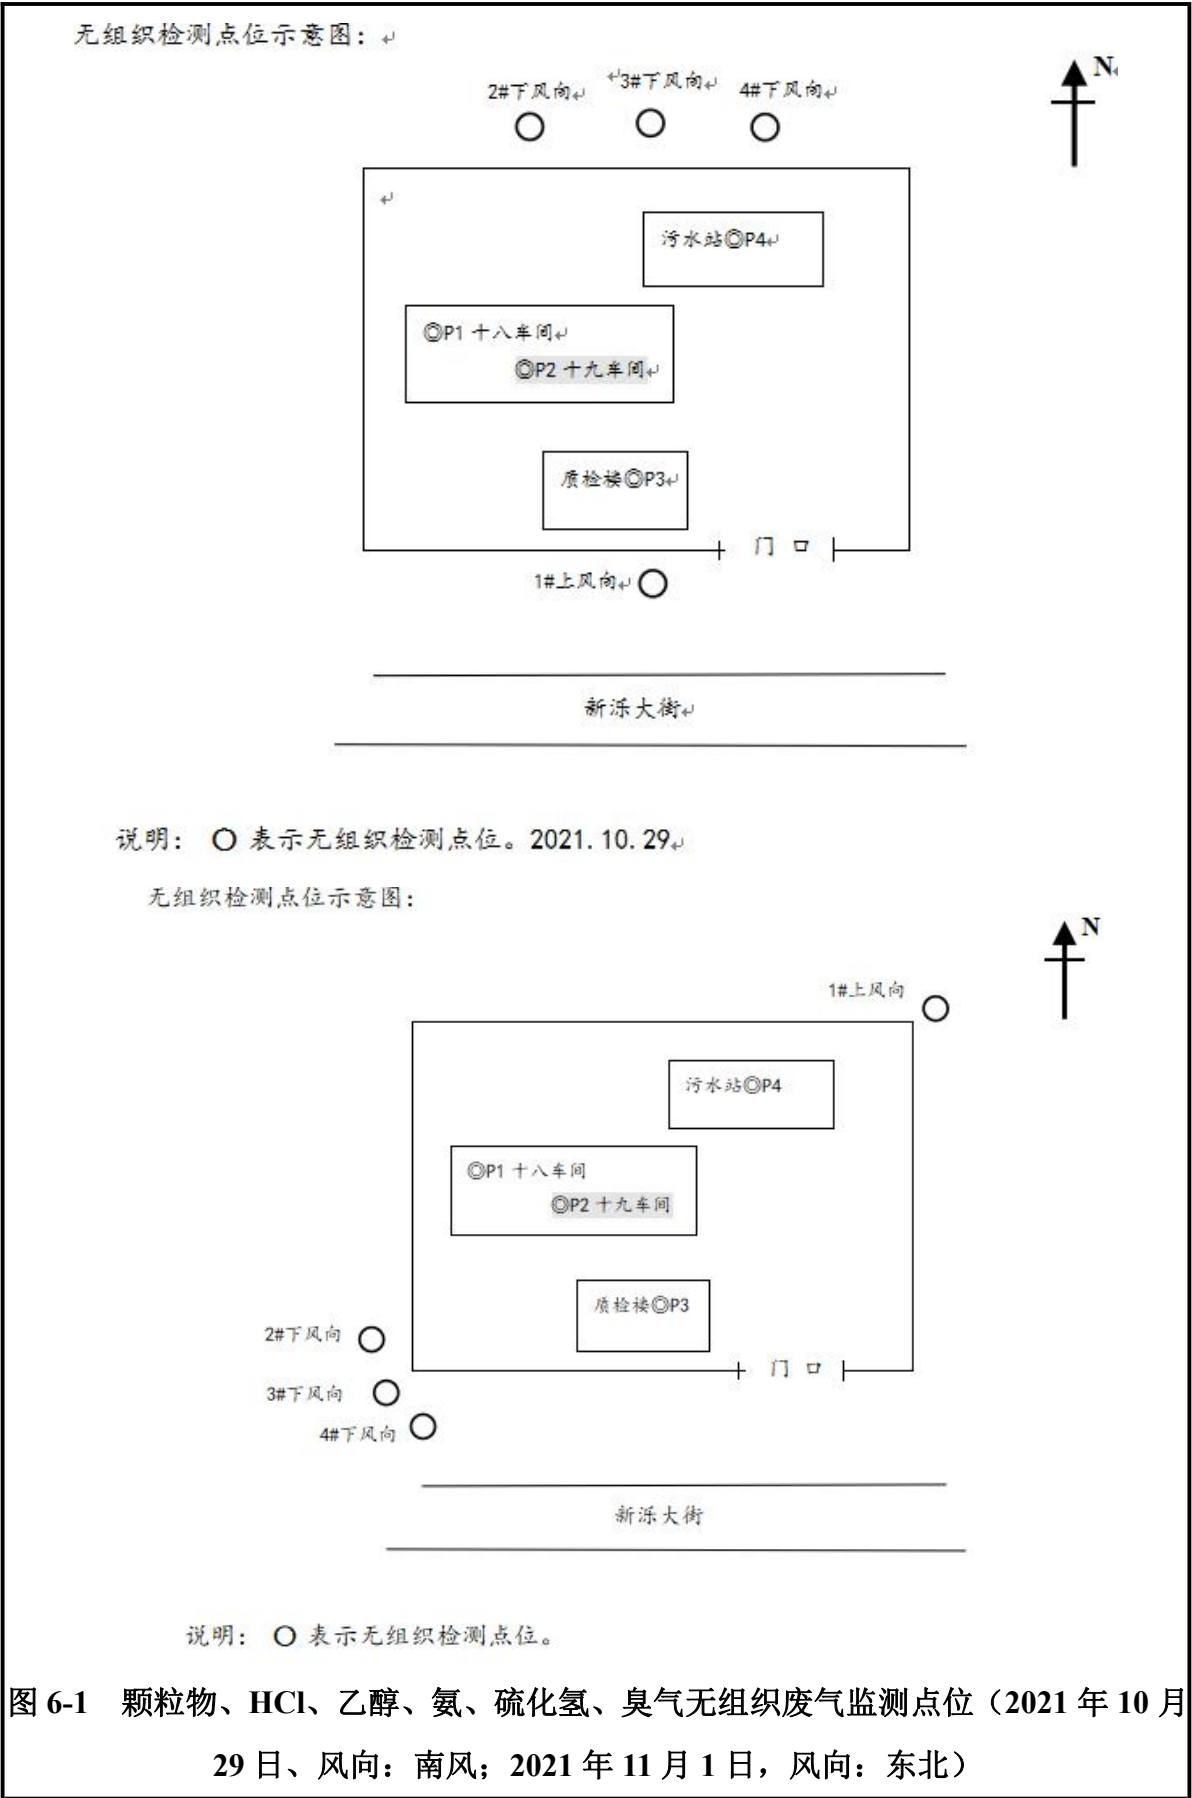 无组织检测点位示意图：
N
2#下风向 3#下风向 4#下风向
污水站◎P4
◎P1 十八车间
◎P2 十九车间
质检楼◎P3
门 口
1#上风向
新泺大街
说明： 〇 表示无组织检测点位。2021.10.29
无组织检测点位示意图：
N
1#上风向
污水站◎P4
◎P1 十八车间
◎P2 十九车间
质检楼◎P3
2#下风向
门 口
3#下风向
4#下风向
新泺大街
说明： 〇 表示无组织检测点位。
图 6-1 颗粒物、HCl、乙醇、氨、硫化氢、臭气无组织废气监测点位（2021 年 10 月
29 日、风向：南风；2021 年 11 月 1 日，风向：东北）